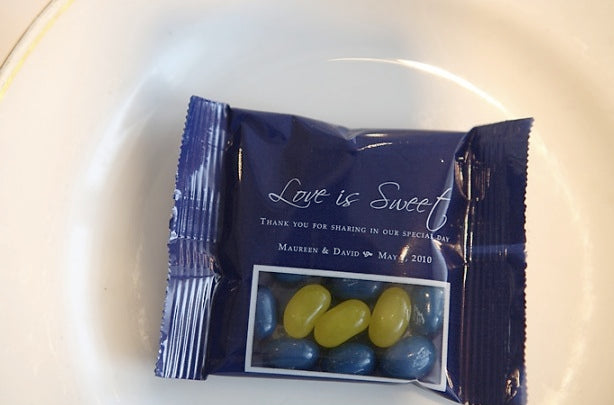 Love is Sweet
THANK YOU FOR SHARING IN OUR SPECIAL DAY
MAUREEN & DAVID MAY 2010